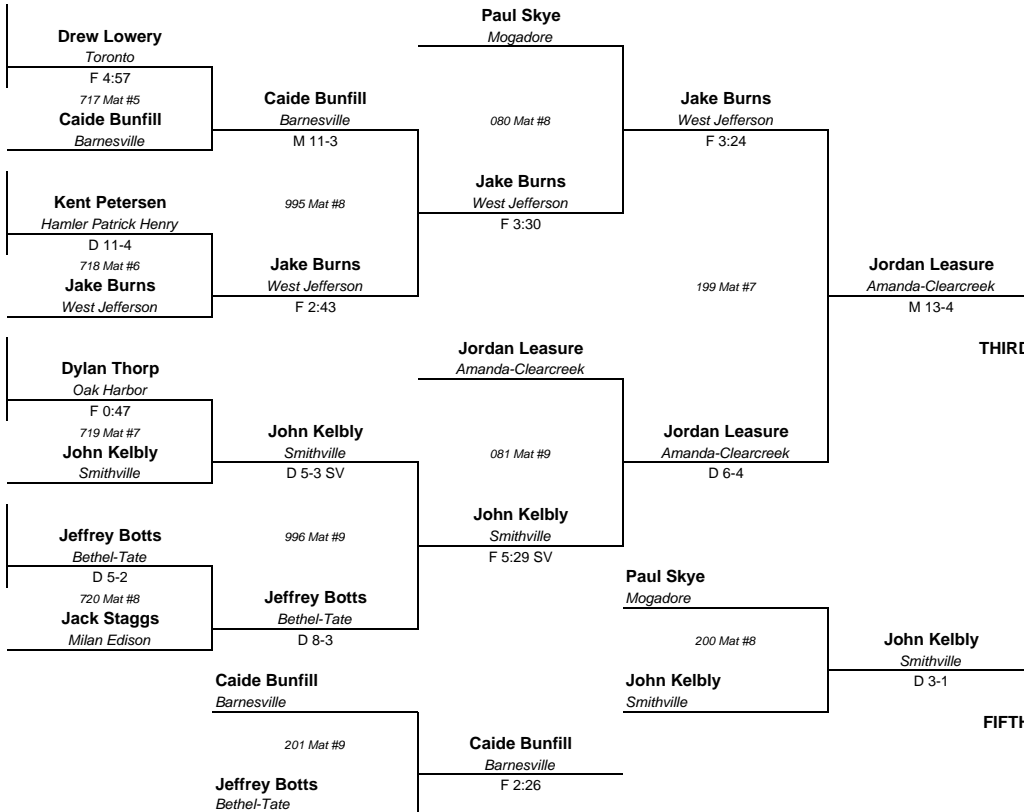 Paul Skye
Mogadore
Drew Lowery
Toronto
F 4:57
717 Mat #5
Caide Bunfill
Barnesville
Caide Bunfill
Barnesville
M 11-3
080 Mat #8
Jake Burns
West Jefferson
F 3:24
Kent Petersen
Hamler Patrick Henry
D 11-4
718 Mat #6
Jake Burns
West Jefferson
995 Mat #8
Jake Burns
West Jefferson
F 2:43
Jake Burns
West Jefferson
F 3:30
199 Mat #7
Jordan Leasure
Amanda-Clearcreek
M 13-4
THIRD
Dylan Thorp
Oak Harbor
F 0:47
719 Mat #7
John Kelbly
Smithville
John Kelbly
Smithville
D 5-3 SV
Jordan Leasure
Amanda-Clearcreek
081 Mat #9
Jordan Leasure
Amanda-Clearcreek
D 6-4
Jeffrey Botts
Bethel-Tate
D 5-2
720 Mat #8
Jack Staggs
Milan Edison
996 Mat #9
Jeffrey Botts
Bethel-Tate
D 8-3
John Kelbly
Smithville
F 5:29 SV
Paul Skye
Mogadore
200 Mat #8
John Kelbly
Smithville
John Kelbly
Smithville
D 3-1
FIFTH
Caide Bunfill
Barnesville
201 Mat #9
Jeffrey Botts
Bethel-Tate
Caide Bunfill
Barnesville
F 2:26